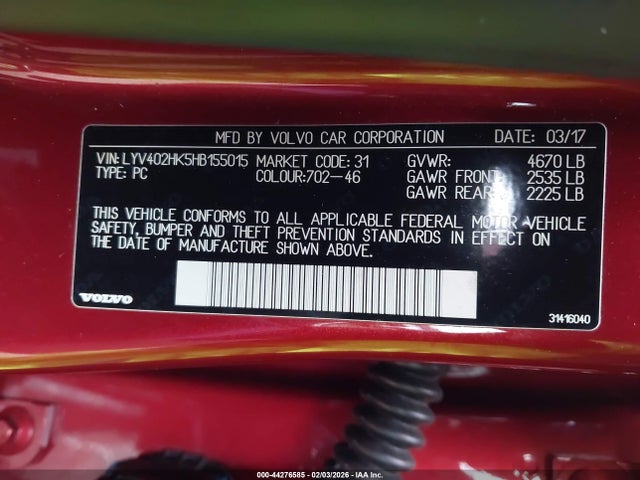 MFD BY VOLVO CAR CORPORATION DATE: 03/17
VIN: LYV402HK5HB155015 MARKET CODE: 31 GVWR: 4670 LB
TYPE: PC COLOUR: 702-46 GAWR FRONT: 2535 LB
GAWR REAR: 2225 LB
THIS VEHICLE CONFORMS TO ALL APPLICABLE FEDERAL MOTOR VEHICLE
SAFETY, BUMPER AND THEFT PREVENTION STANDARDS IN EFFECT ON
THE DATE OF MANUFACTURE SHOWN ABOVE.
VOLVO
31416040
000-44276585 - 02/03/2026 - IAA Inc.